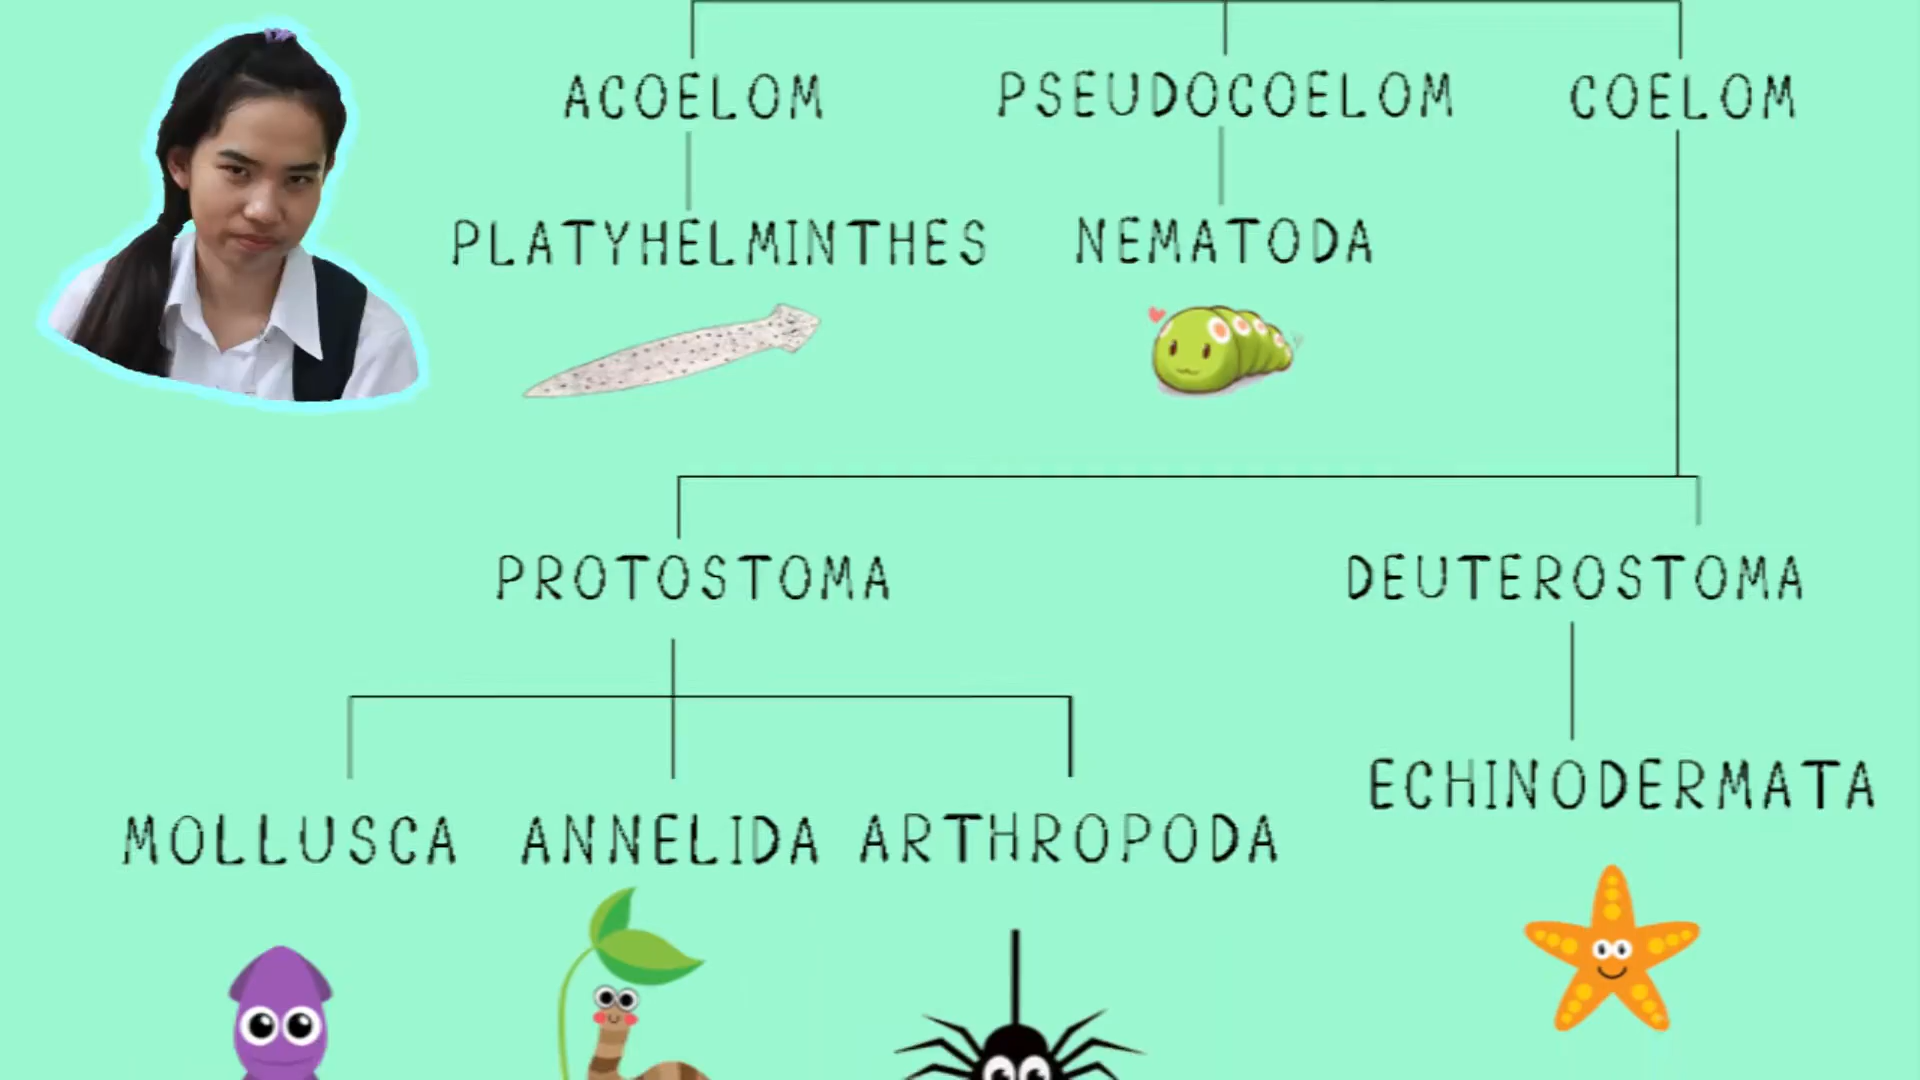 ACOELOM PSEUDOCOELOM COELOM
PLATYHELMINTHES NEMATODA
PROTOSTOMA DEUTEROSTOMA
ECHINODERMATA
MOLLUSCA ANNELIDA ARTHROPODA